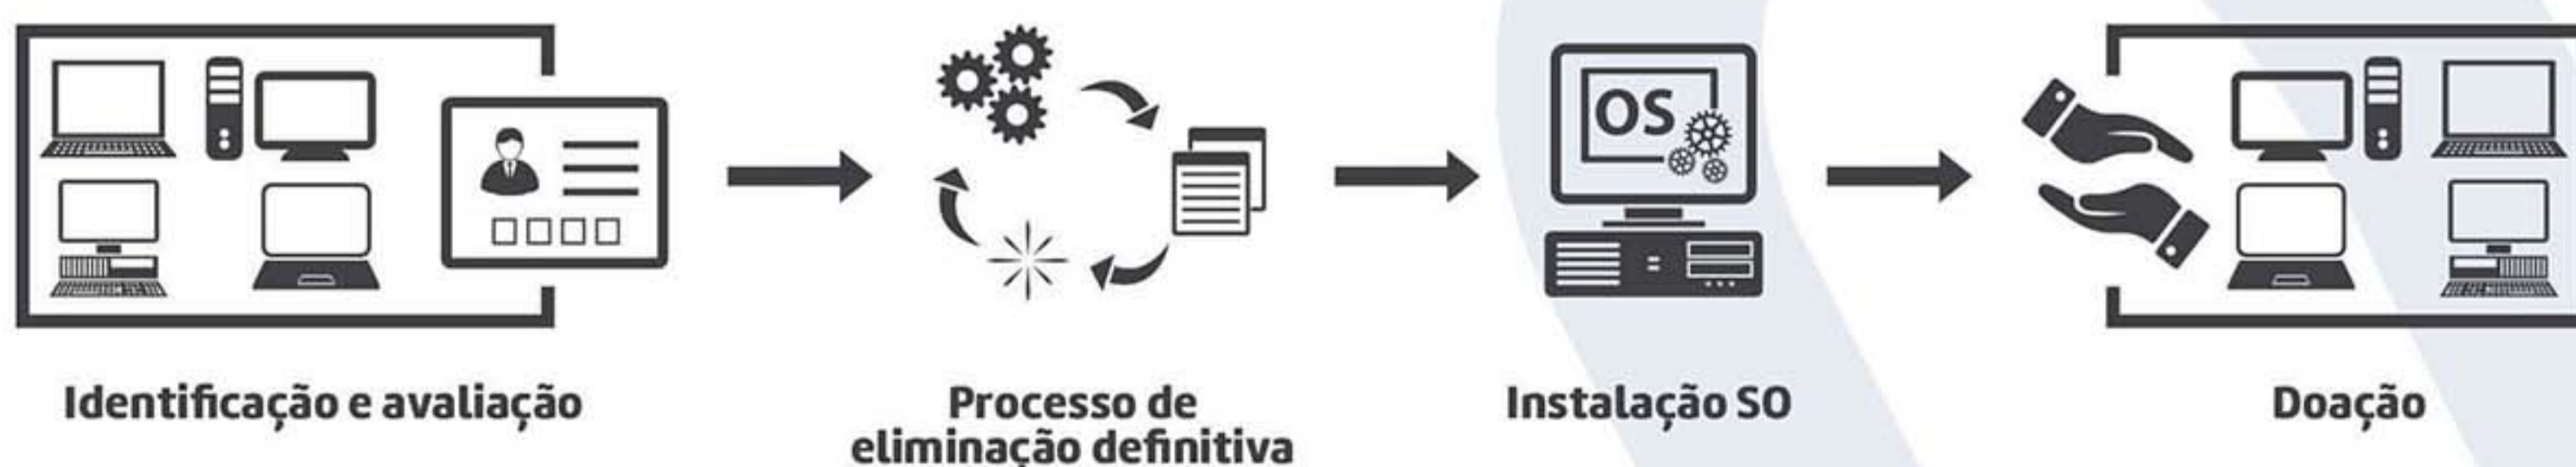 OS
Identificação e avaliação
Processo de
eliminação definitiva
Instalação SO
Doação